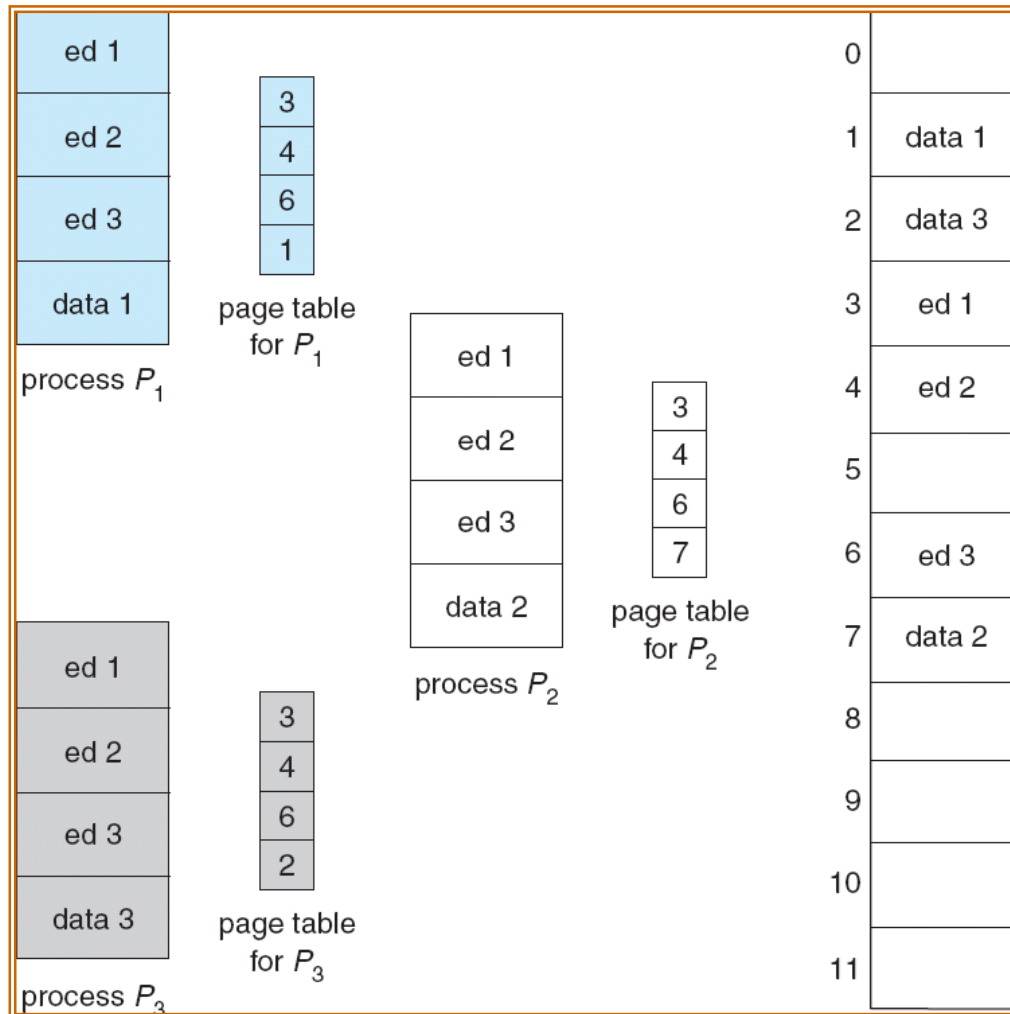 ed 1
ed 2
ed 3
data 1
process P1
3
4
6
1
page table
for P1
ed 1
ed 2
ed 3
data 2
process P2
3
4
6
7
page table
for P2
ed 1
ed 2
ed 3
data 3
process P3
3
4
6
2
page table
for P3
0
1 data 1
2 data 3
3 ed 1
4 ed 2
5
6 ed 3
7 data 2
8
9
10
11